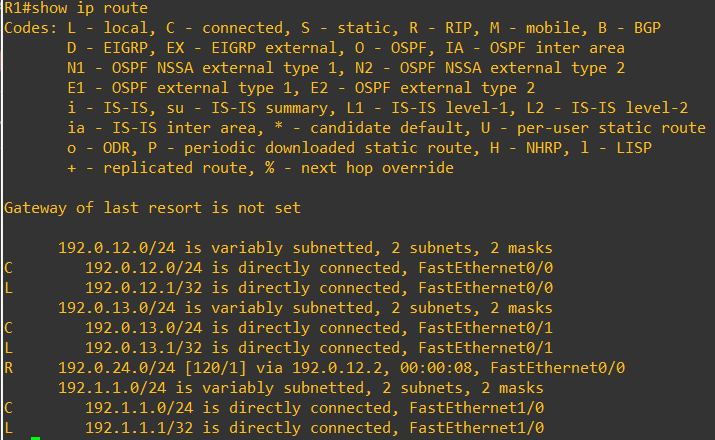 R1#show ip route
Codes: L - local, C - connected, S - static, R - RIP, M - mobile, B - BGP
D - EIGRP, EX - EIGRP external, O - OSPF, IA - OSPF inter area
N1 - OSPF NSSA external type 1, N2 - OSPF NSSA external type 2
E1 - OSPF external type 1, E2 - OSPF external type 2
i - IS-IS, su - IS-IS summary, L1 - IS-IS level-1, L2 - IS-IS level-2
ia - IS-IS inter area, * - candidate default, U - per-user static route
o - ODR, P - periodic downloaded static route, H - NHRP, l - LISP
+ - replicated route, % - next hop override
Gateway of last resort is not set
192.0.12.0/24 is variably subnetted, 2 subnets, 2 masks
C 192.0.12.0/24 is directly connected, FastEthernet0/0
L 192.0.12.1/32 is directly connected, FastEthernet0/0
192.0.13.0/24 is variably subnetted, 2 subnets, 2 masks
C 192.0.13.0/24 is directly connected, FastEthernet0/1
L 192.0.13.1/32 is directly connected, FastEthernet0/1
R 192.0.24.0/24 [120/1] via 192.0.12.2, 00:00:08, FastEthernet0/0
192.1.1.0/24 is variably subnetted, 2 subnets, 2 masks
C 192.1.1.0/24 is directly connected, FastEthernet1/0
L 192.1.1.1/32 is directly connected, FastEthernet1/0